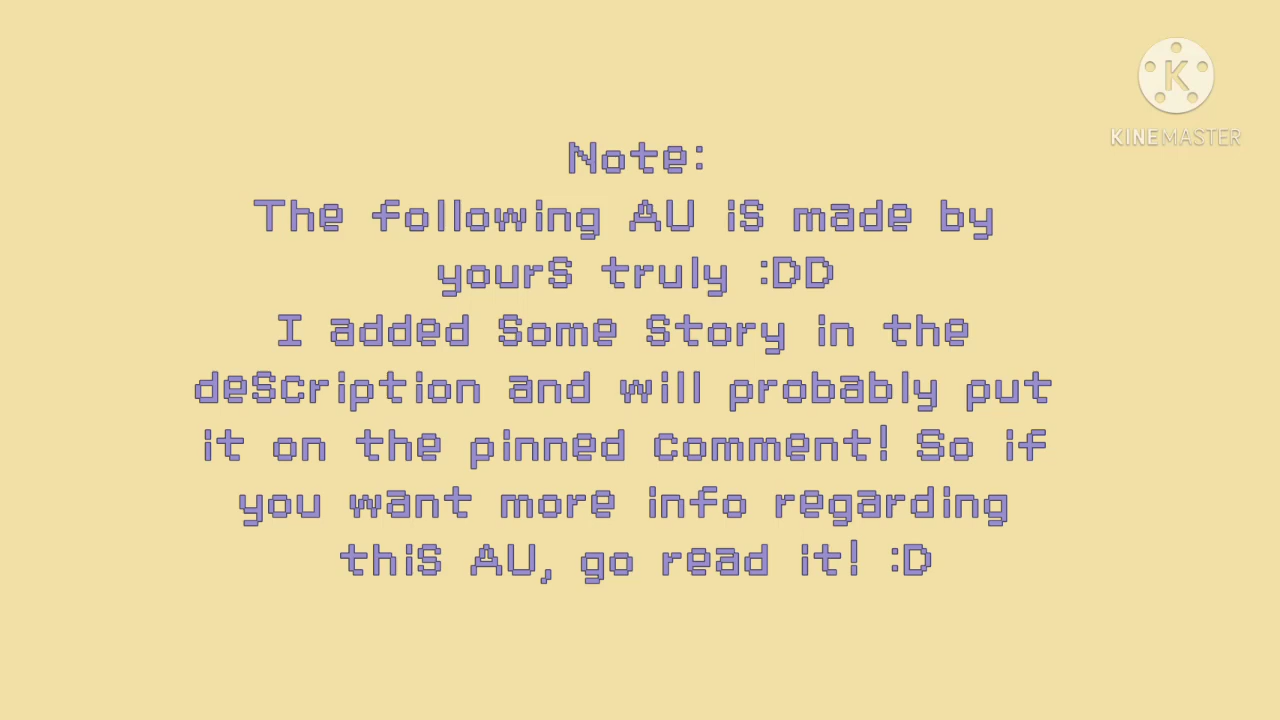 K
KINEMASTER
Note:
The following AU iS made by
yourS truly :DD
I added Some Story in the
deScription and will probably put
it on the pinned comment! So if
you want more info regarding
thiS AU, go read it! :D